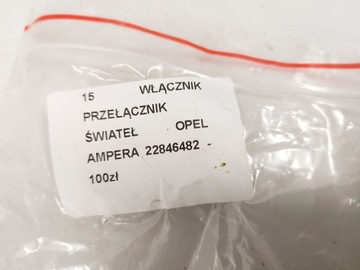 15 WŁĄCZNIK
PRZEŁĄCZNIK
ŚWIATEŁ OPEL
AMPERA 22846482 -
100zł